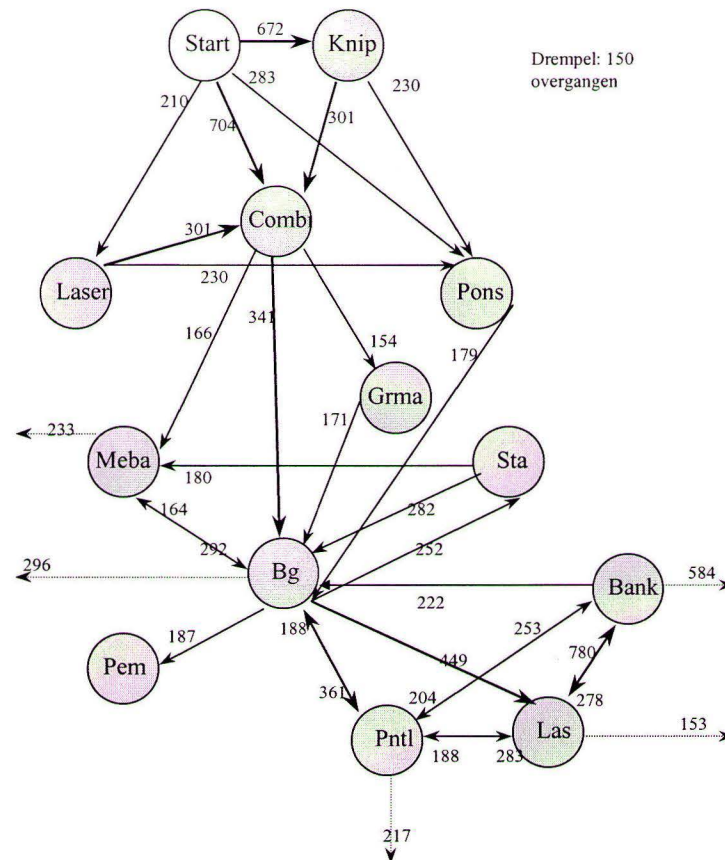 Start
672
Knip
Drempel: 150
overgangen
283
230
210
704
301
Combi
301
Laser
230
Pons
341
166
154
179
Grma
171
233
Meba
Sta
180
164
282
292
252
296
Bg
Bank
584
222
187
188
253
Pem
449
780
361
204
278
Pntl
Las
153
188
283
217